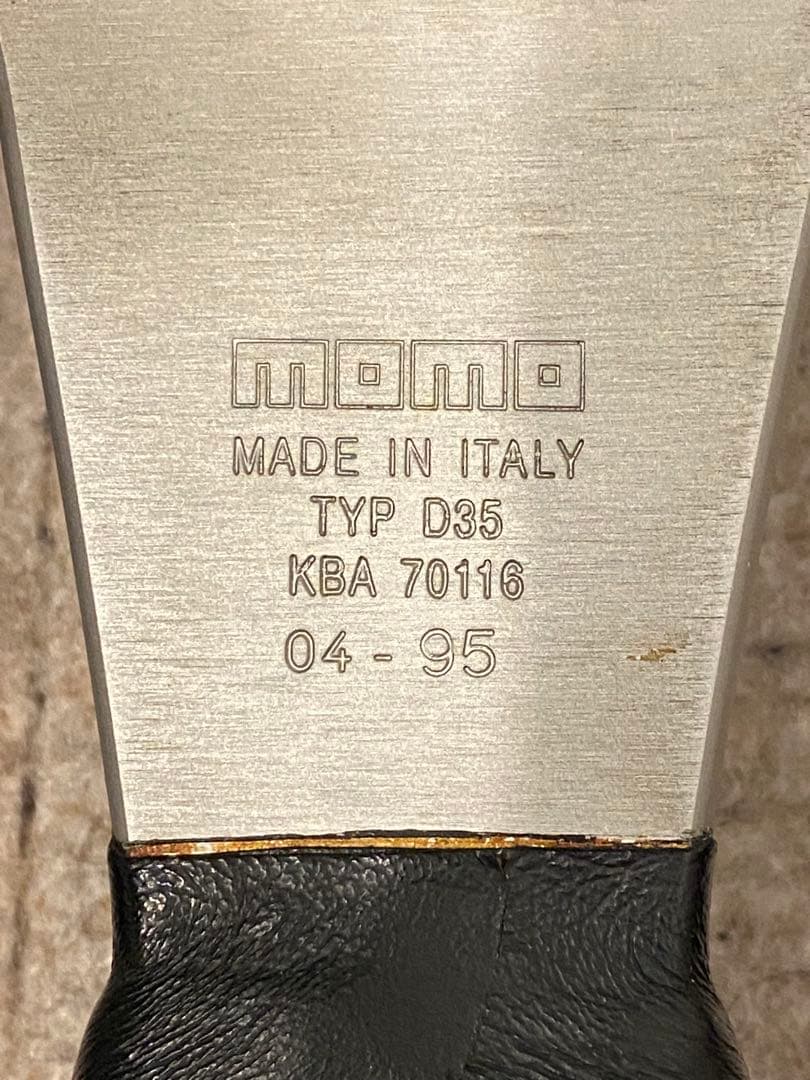 momo
MADE IN ITALY
TYP D35
KBA 70116
04 - 95